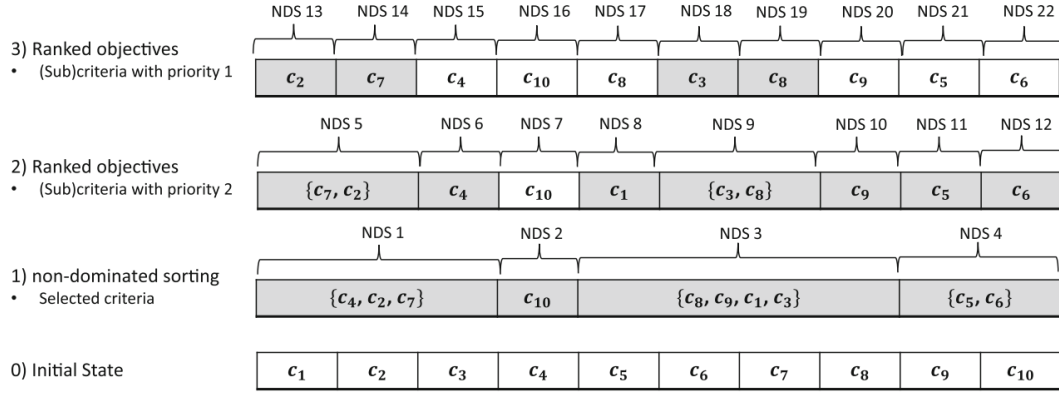 NDS 13 NDS 14 NDS 15 NDS 16 NDS 17 NDS 18 NDS 19 NDS 20 NDS 21 NDS 22
3) Ranked objectives
• (Sub)criteria with priority 1
c₂ c₇ c₄ c₁₀ c₈ c₃ c₈ c₉ c₅ c₆
NDS 5 NDS 6 NDS 7 NDS 8 NDS 9 NDS 10 NDS 11 NDS 12
2) Ranked objectives
• (Sub)criteria with priority 2
{c₇, c₂} c₄ c₁₀ c₁ {c₃, c₈} c₉ c₅ c₆
NDS 1 NDS 2 NDS 3 NDS 4
1) non-dominated sorting
• Selected criteria
{c₄, c₂, c₇} c₁₀ {c₈, c₉, c₁, c₃} {c₅, c₆}
0) Initial State
c₁ c₂ c₃ c₄ c₅ c₆ c₇ c₈ c₉ c₁₀